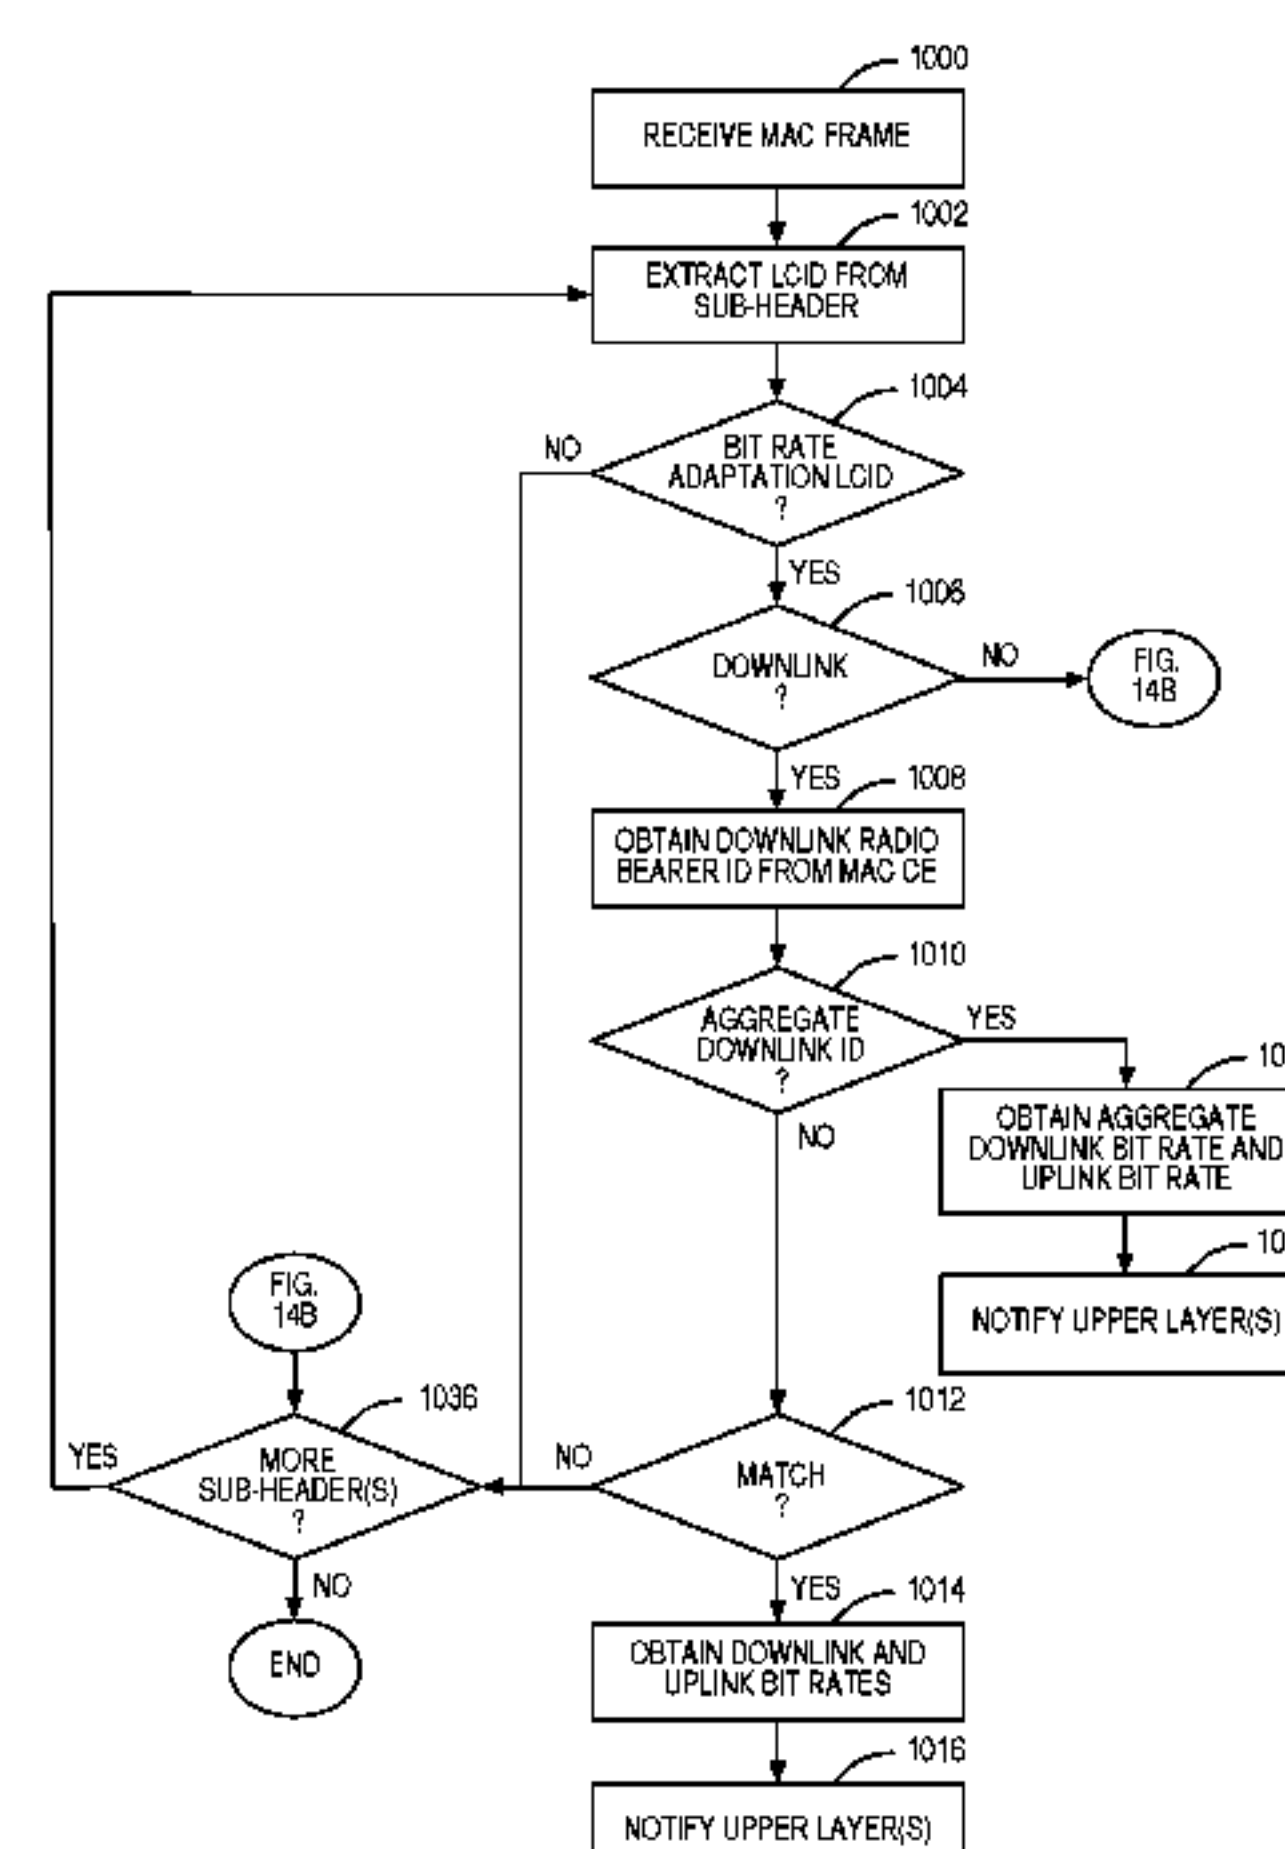 1000
RECEIVE MAC FRAME
1002
EXTRACT LCID FROM
SUB-HEADER
1004
NO
BIT RATE
ADAPTATION LCID
?
YES
1006
DOWNLINK
?
NO
FIG.
14B
YES
1008
OBTAIN DOWNLINK RADIO
BEARER ID FROM MAC CE
1010
AGGREGATE
DOWNLINK ID
?
YES
NO
10
OBTAIN AGGREGATE
DOWNLINK BIT RATE AND
UPLINK BIT RATE
10
NOTIFY UPPER LAYER(S)
FIG.
14B
1036
YES
MORE
SUB-HEADER(S)
?
NO
END
1012
NO
MATCH
?
YES
1014
OBTAIN DOWNLINK AND
UPLINK BIT RATES
1016
NOTIFY UPPER LAYER(S)